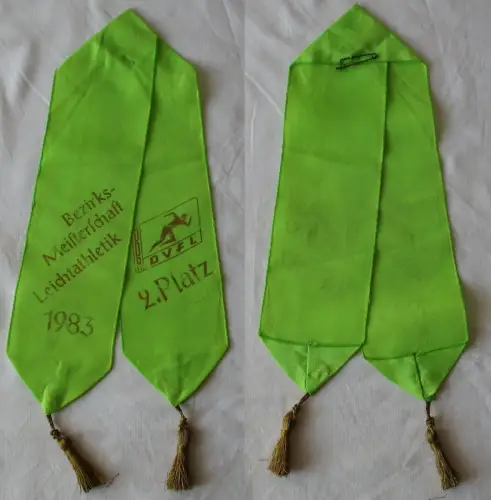 Bezirks-
Meisterschaft
Leichtathletik
1983
DVFL
2. Platz